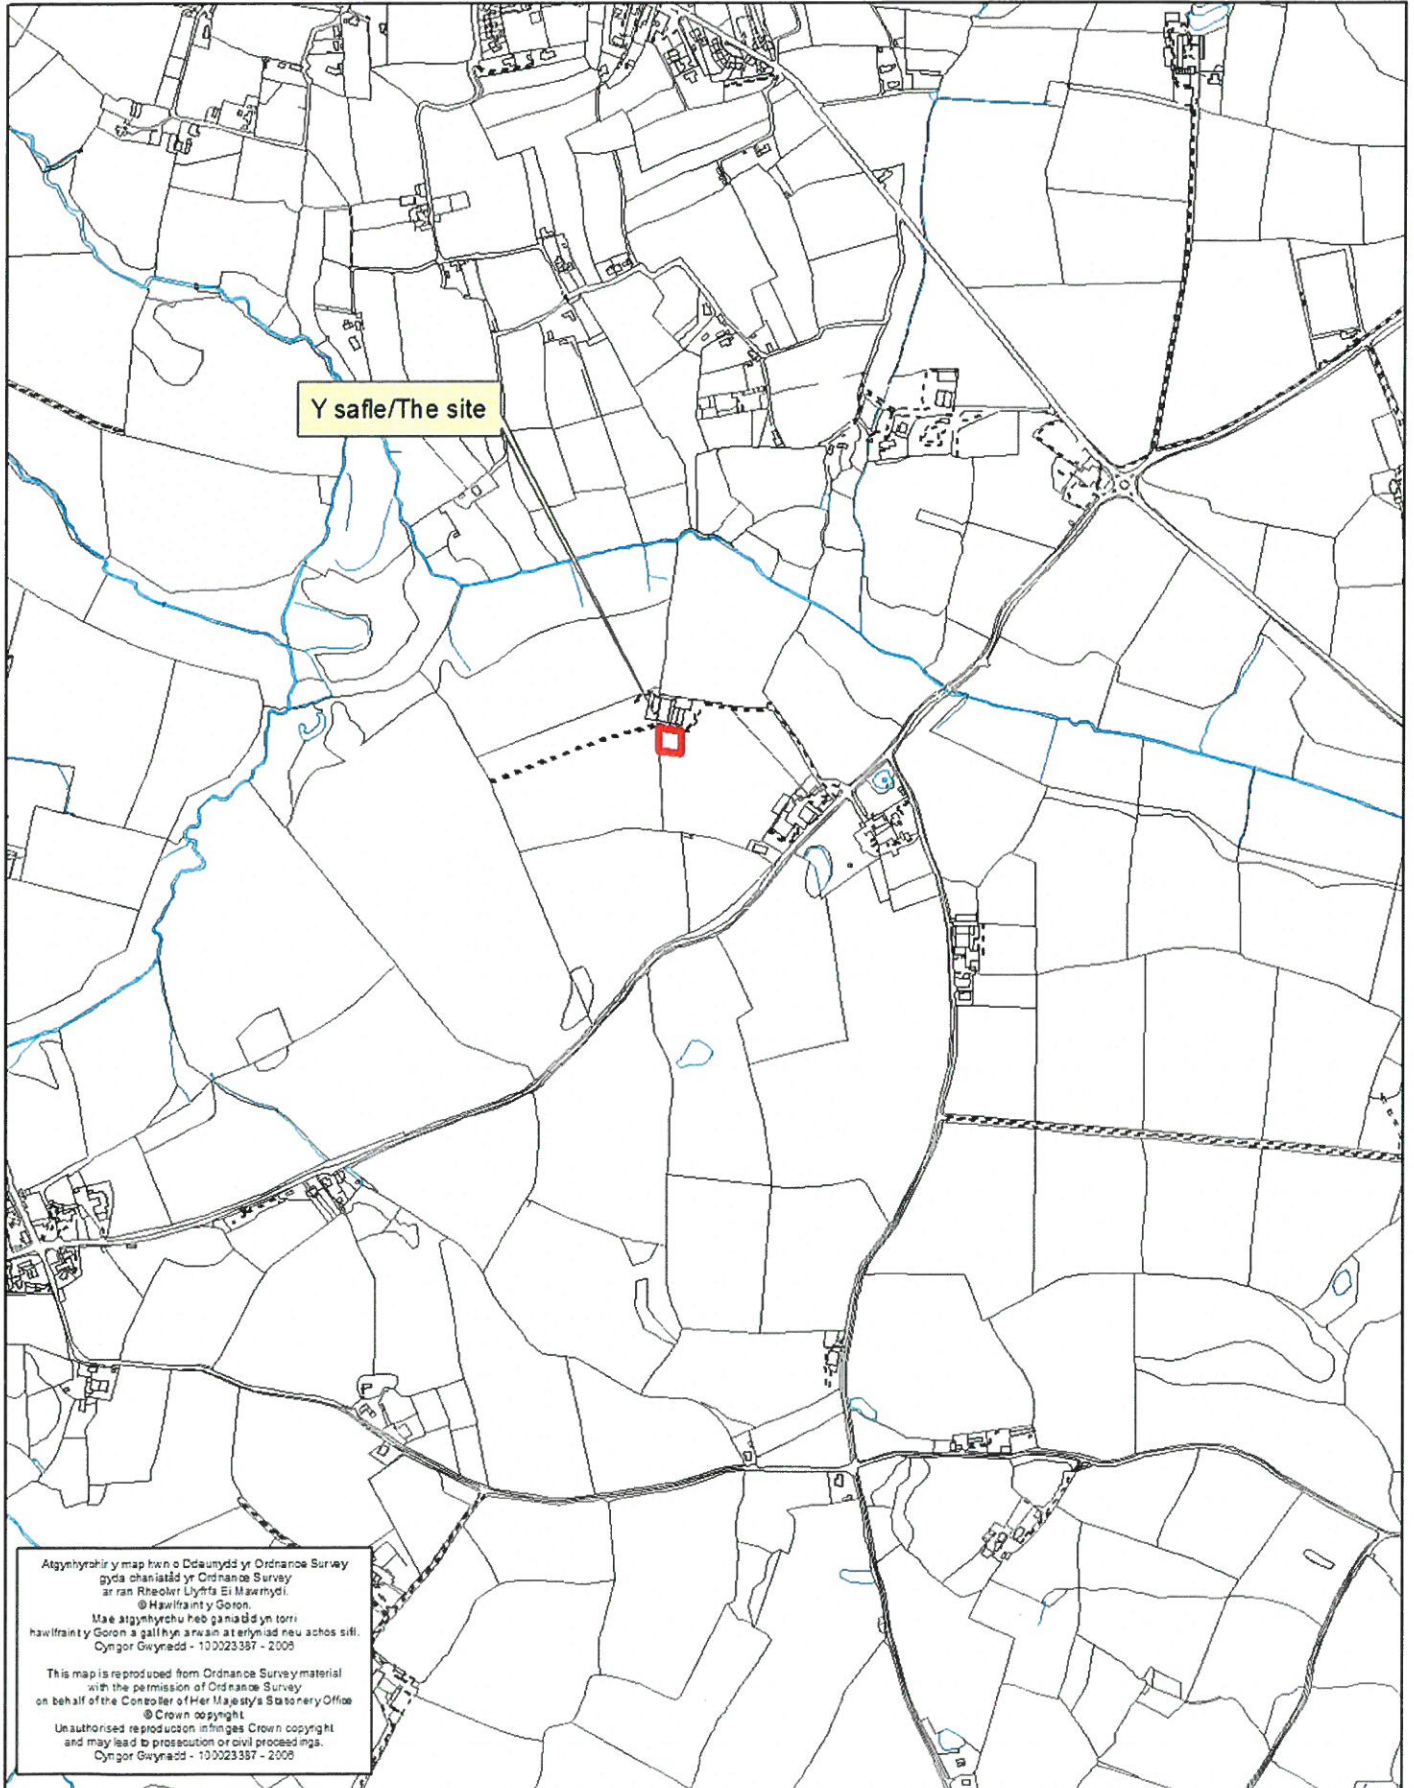 Y safle/The site
Atgynhyrchir y map hwn o Ddeunydd yr Ordnance Survey
gyda chaniatâd yr Ordnance Survey
ar ran Rheolwr Llyfrfa Ei Mawrhydi.
© Hawlfraint y Goron.
Mae atgynhyrchu heb ganiatâd yn torri
hawlfraint y Goron a gall hyn arwain at erlyniad neu achos sifil.
Cyngor Gwynedd - 100023387 - 2008
This map is reproduced from Ordnance Survey material
with the permission of Ordnance Survey
on behalf of the Controller of Her Majesty's Stationery Office
© Crown copyright.
Unauthorised reproduction infringes Crown copyright
and may lead to prosecution or civil proceedings.
Cyngor Gwynedd - 100023387 - 2008